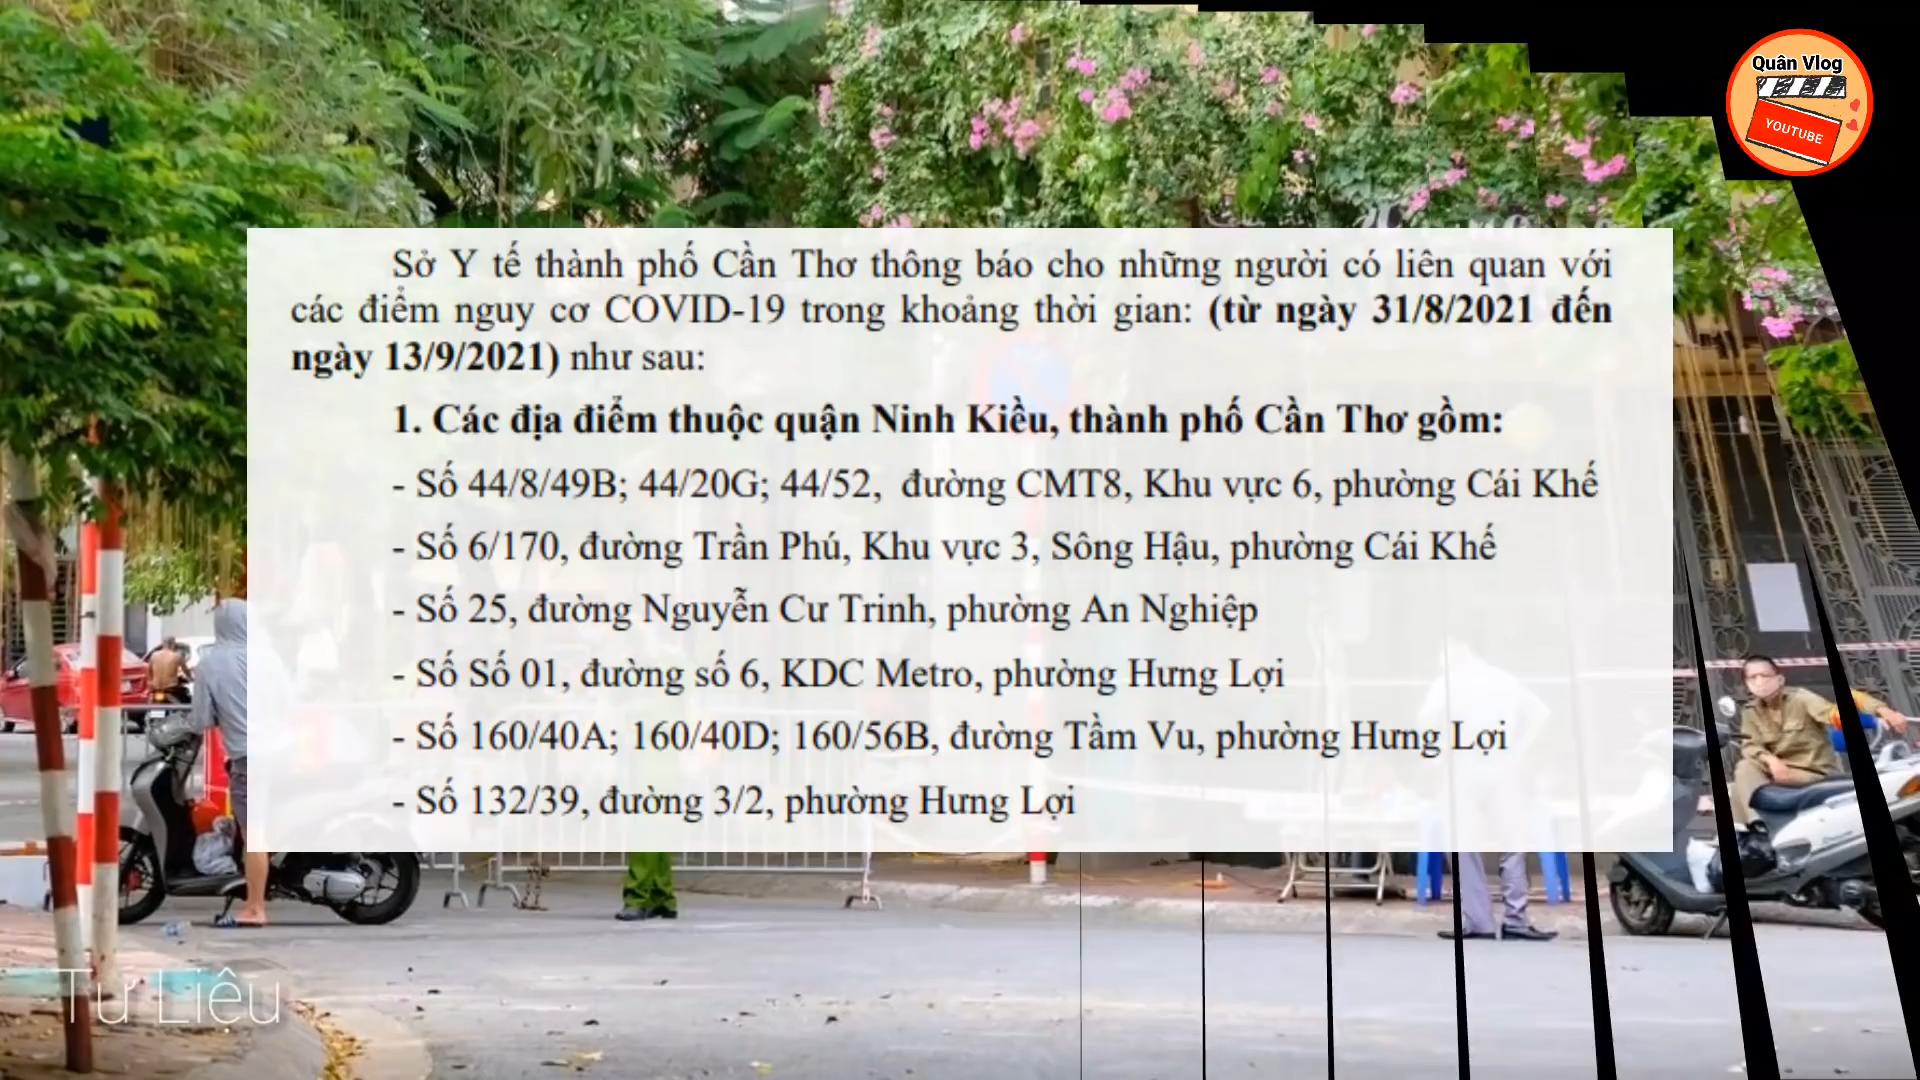 Quân Vlog
YOUTUBE
Sở Y tế thành phố Cần Thơ thông báo cho những người có liên quan với
các điểm nguy cơ COVID-19 trong khoảng thời gian: (từ ngày 31/8/2021 đến
ngày 13/9/2021) như sau:
1. Các địa điểm thuộc quận Ninh Kiều, thành phố Cần Thơ gồm:
- Số 44/8/49B; 44/20G; 44/52, đường CMT8, Khu vực 6, phường Cái Khế
- Số 6/170, đường Trần Phú, Khu vực 3, Sông Hậu, phường Cái Khế
- Số 25, đường Nguyễn Cư Trinh, phường An Nghiệp
- Số Số 01, đường số 6, KDC Metro, phường Hưng Lợi
- Số 160/40A; 160/40D; 160/56B, đường Tầm Vu, phường Hưng Lợi
- Số 132/39, đường 3/2, phường Hưng Lợi
Tư Liệu